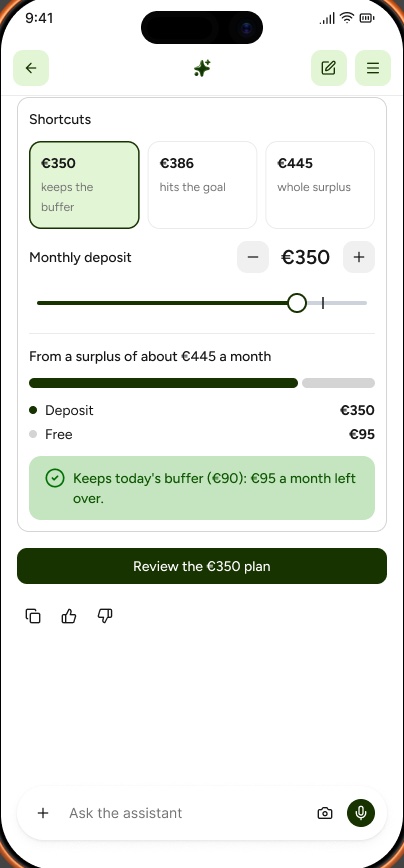 9:41
Shortcuts
€350
keeps the
buffer
€386
hits the goal
€445
whole surplus
Monthly deposit
€350
From a surplus of about €445 a month
Deposit €350
Free €95
Keeps today's buffer (€90): €95 a month left
over.
Review the €350 plan
Ask the assistant